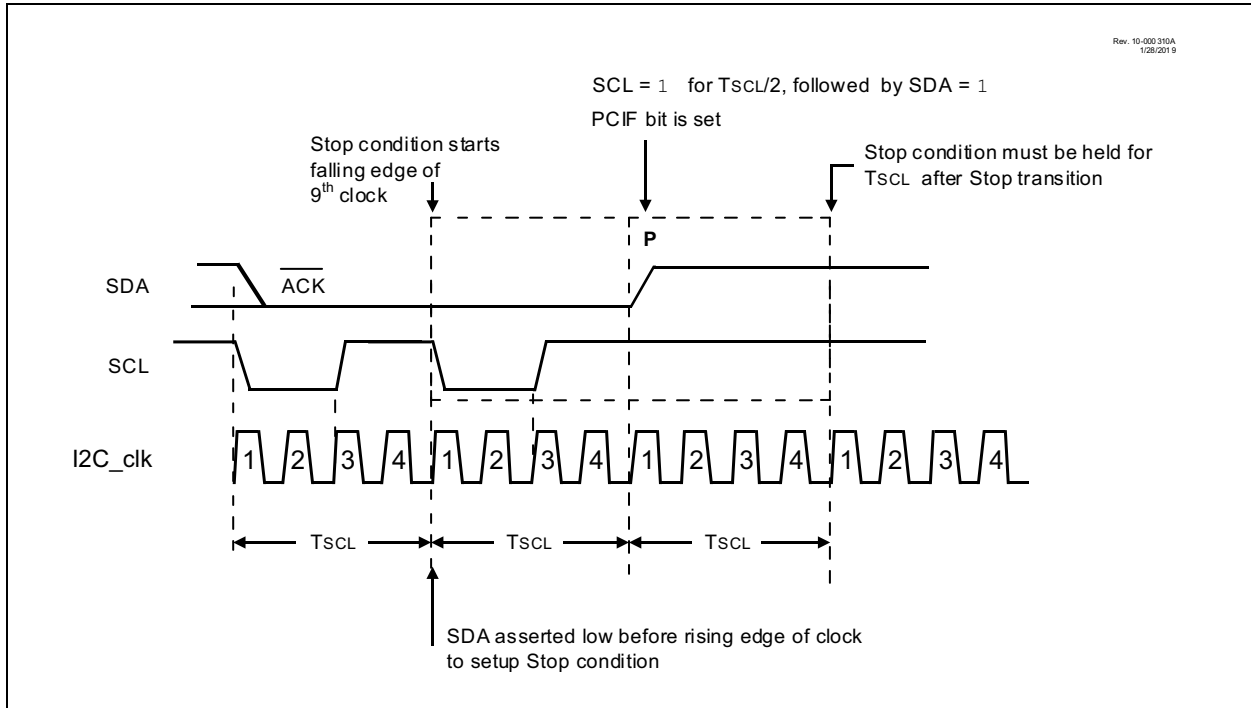 Rev. 10-000310A
1/28/2019
SCL = 1 for TSCL/2, followed by SDA = 1
PCIF bit is set
Stop condition starts
falling edge of
9th clock
Stop condition must be held for
TSCL after Stop transition
P
SDA
ACK
SCL
I2C_clk
1 2 3 4 1 2 3 4 1 2 3 4 1 2 3 4
TSCL TSCL TSCL
SDA asserted low before rising edge of clock
to setup Stop condition